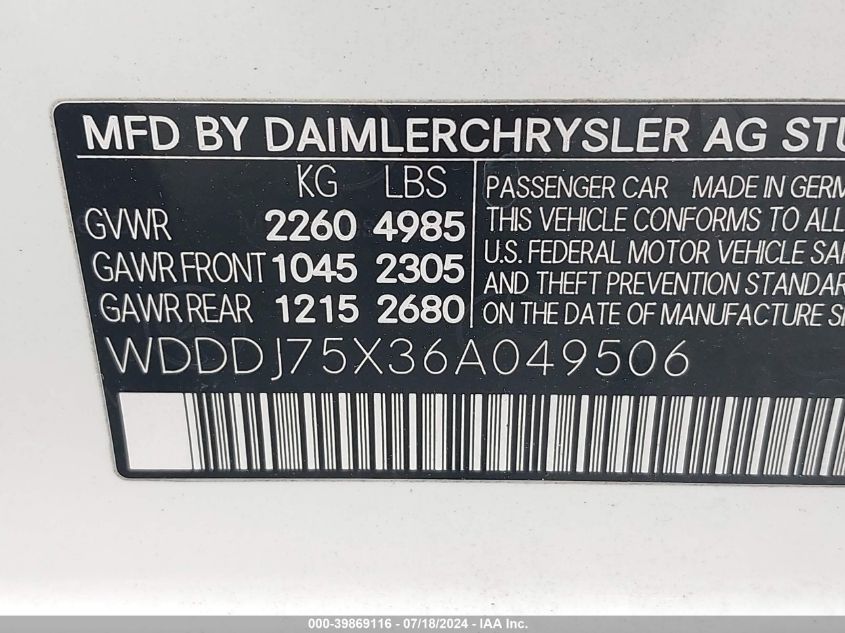 MFD BY DAIMLERCHRYSLER AG STU
KG LBS
GVWR 2260 4985
GAWR FRONT 1045 2305
GAWR REAR 1215 2680
PASSENGER CAR MADE IN GERM
THIS VEHICLE CONFORMS TO ALL
U.S. FEDERAL MOTOR VEHICLE SAF
AND THEFT PREVENTION STANDAR
ON THE DATE OF MANUFACTURE S
WDDDJ75X36A049506
000-39869116 - 07/18/2024 - IAA Inc.